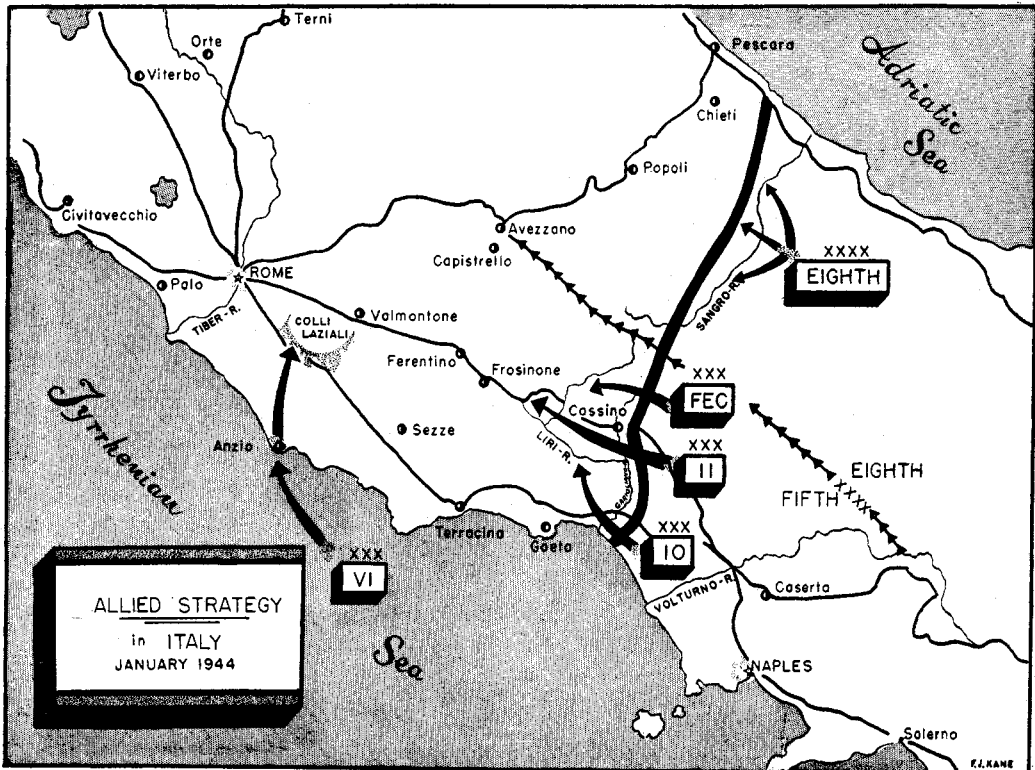 Terni
Orte
Viterbo
Pescara
Adriatic
Sea
Chieti
Popoli
Civitavecchio
Avezzano
Capistrello
XXXX
EIGHTH
ROME
Palo
TIBER-R.
COLLI
LAZIALI
Valmontone
SANGRO-R.
Ferentino
Frosinone
XXX
FEC
Cassino
Tyrrhenian
Sea
Anzio
Sezze
LIRI-R.
XXX
II
EIGHTH
XXXX
FIFTH
GARIGLIANO
Terracina
Gaeta
XXX
10
XXX
VI
VOLTURNO-R.
Caserta
ALLIED STRATEGY
in ITALY
JANUARY 1944
NAPLES
Salerno
F.J.KANE